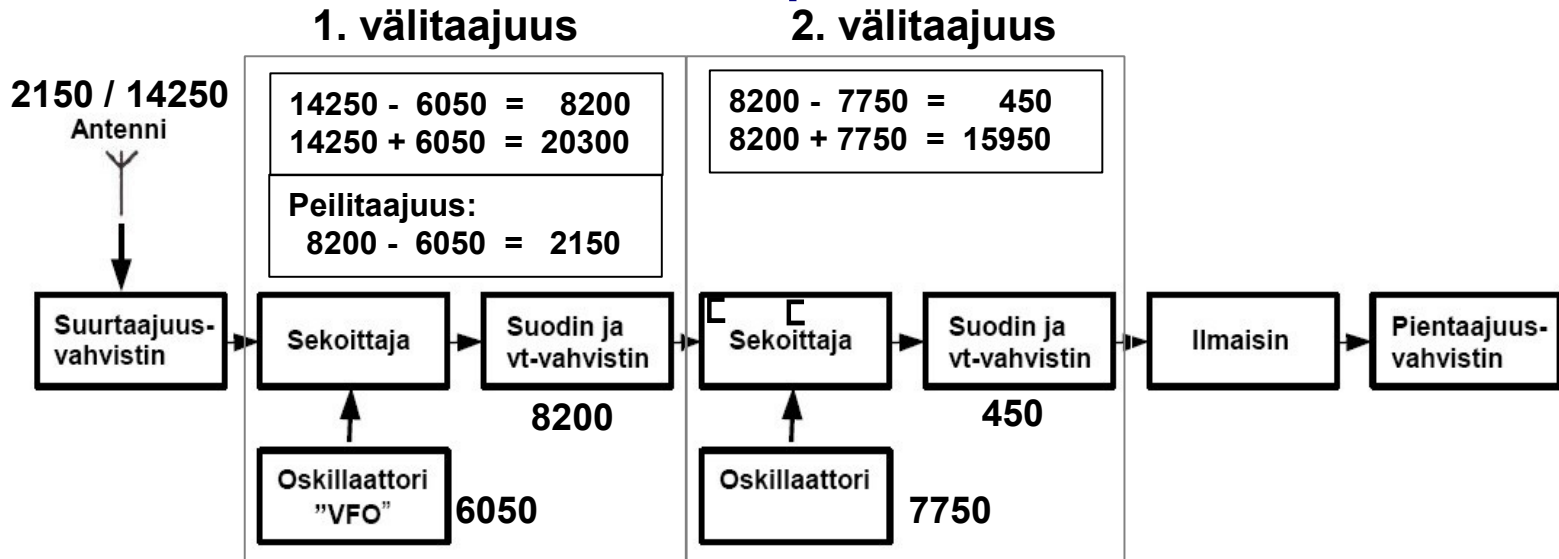 1. välitaajuus
2. välitaajuus
2150 / 14250
Antenni
14250 - 6050 = 8200
14250 + 6050 = 20300
Peilitaajuus:
8200 - 6050 = 2150
8200 - 7750 = 450
8200 + 7750 = 15950
Suurtaajuus-
vahvistin
Sekoittaja
Suodin ja
vt-vahvistin
Sekoittaja
Suodin ja
vt-vahvistin
Ilmaisin
Pientaajuus-
vahvistin
8200
450
Oskillaattori
"VFO"
6050
Oskillaattori
7750